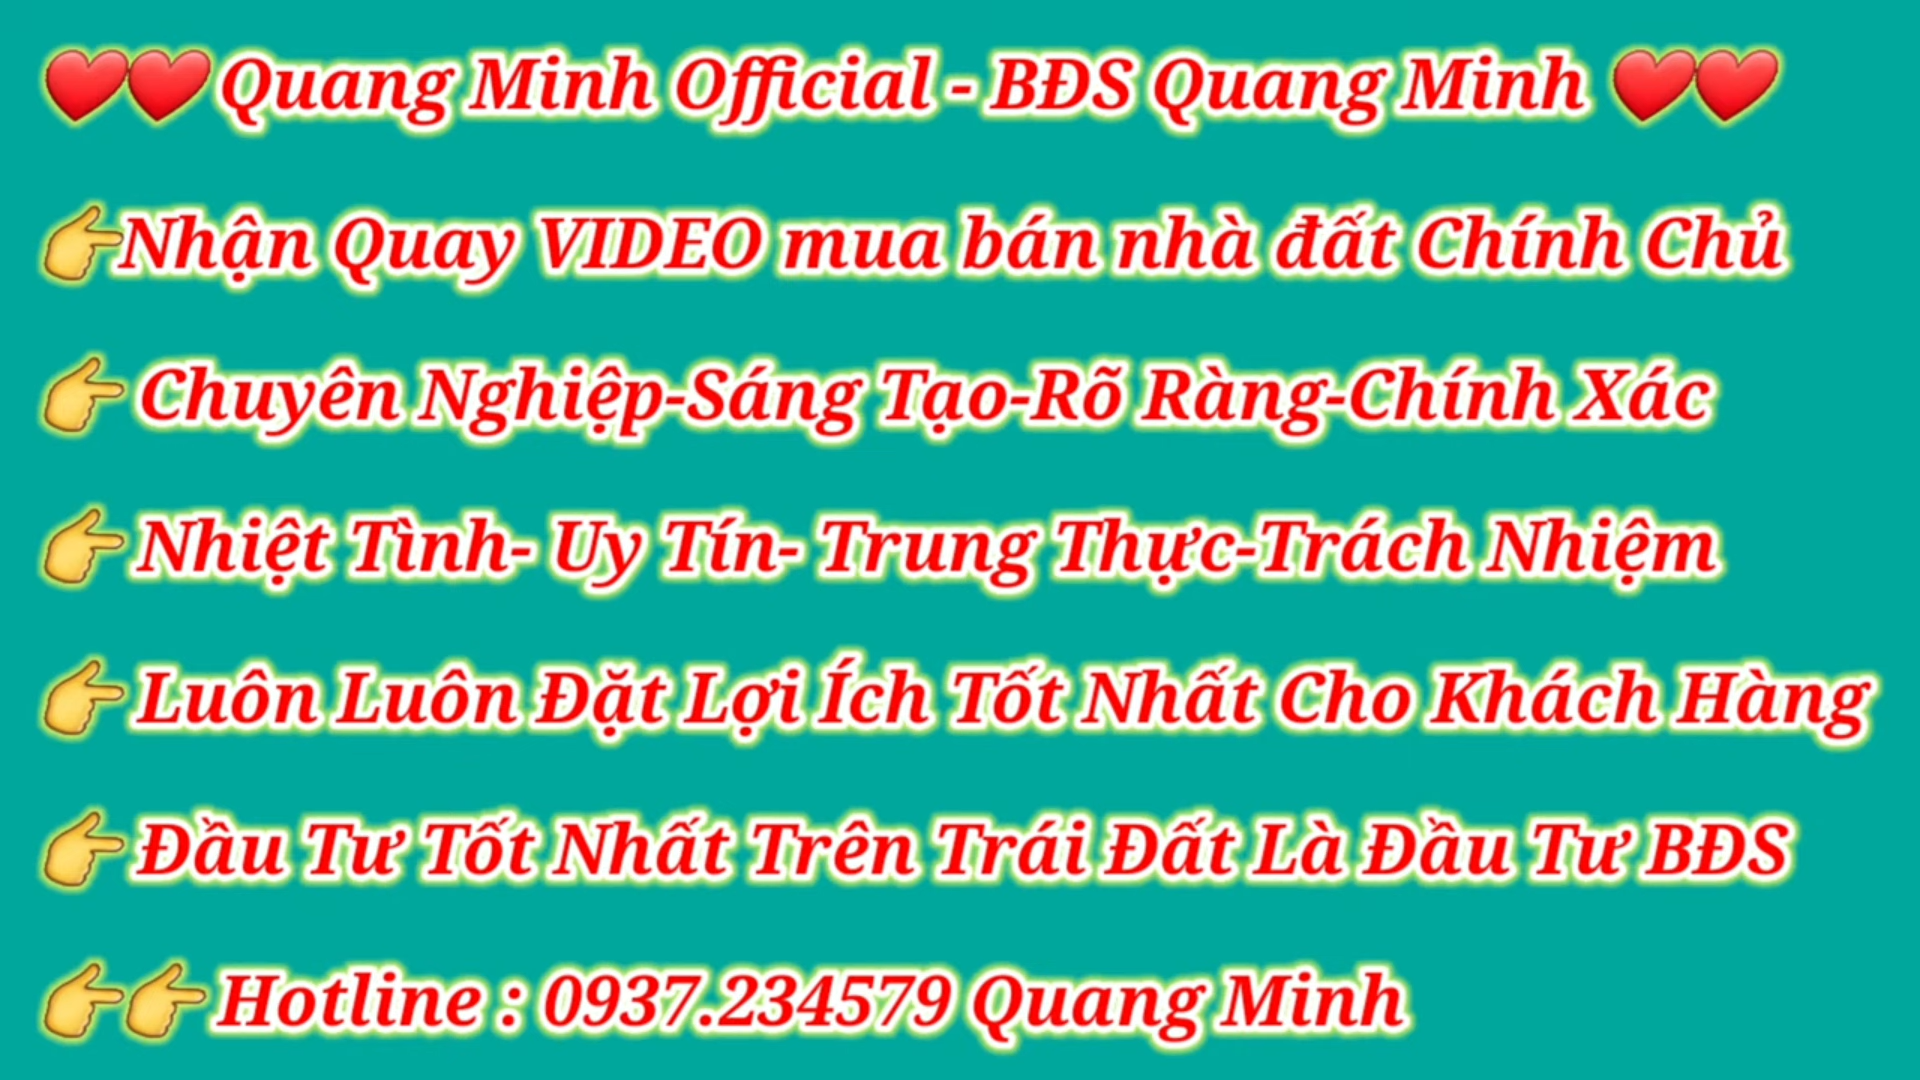 ❤️❤️ Quang Minh Official - BĐS Quang Minh ❤️❤️
👉Nhận Quay VIDEO mua bán nhà đất Chính Chủ
👉 Chuyên Nghiệp-Sáng Tạo-Rõ Ràng-Chính Xác
👉 Nhiệt Tình- Uy Tín- Trung Thực-Trách Nhiệm
👉 Luôn Luôn Đặt Lợi Ích Tốt Nhất Cho Khách Hàng
👉 Đầu Tư Tốt Nhất Trên Trái Đất Là Đầu Tư BĐS
👉👉 Hotline : 0937.234579 Quang Minh